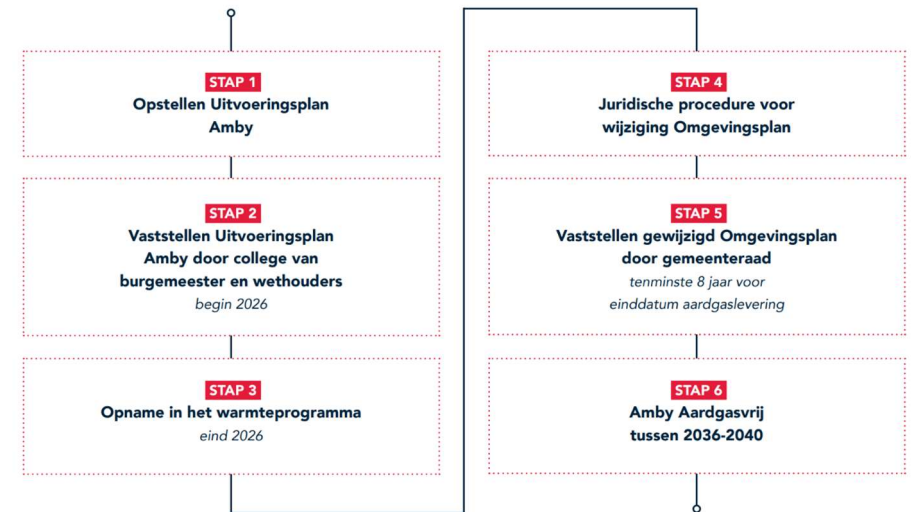 STAP 1
Opstellen Uitvoeringsplan
Amby
STAP 2
Vaststellen Uitvoeringsplan
Amby door college van
burgemeester en wethouders
begin 2026
STAP 3
Opname in het warmteprogramma
eind 2026
STAP 4
Juridische procedure voor
wijziging Omgevingsplan
STAP 5
Vaststellen gewijzigd Omgevingsplan
door gemeenteraad
tenminste 8 jaar voor
einddatum aardgaslevering
STAP 6
Amby Aardgasvrij
tussen 2036-2040